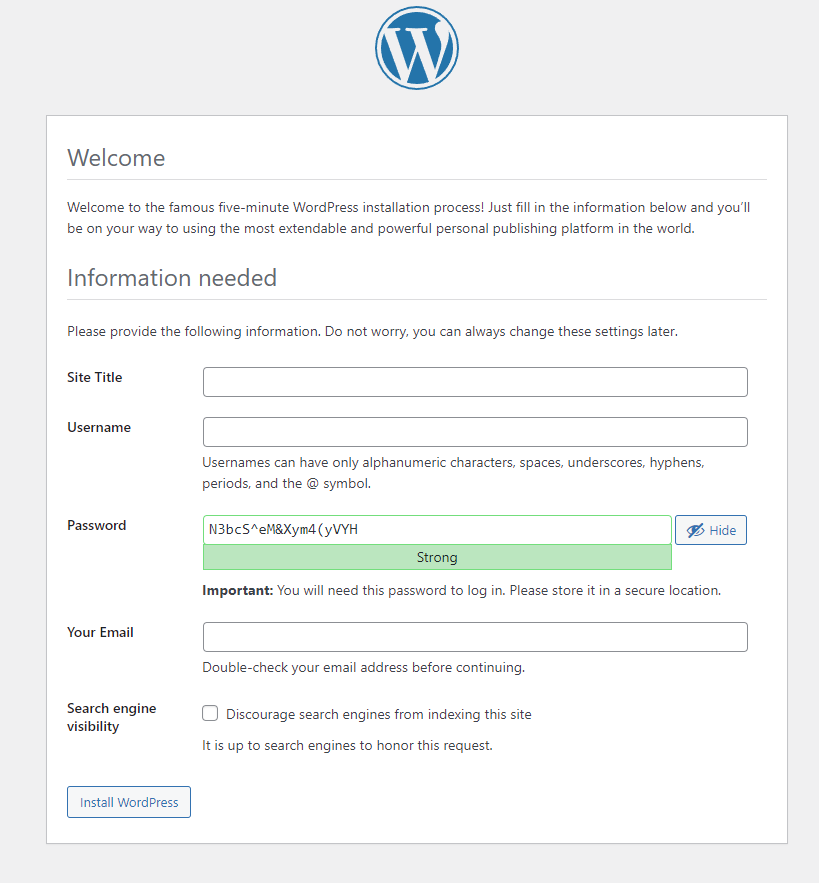 Welcome
Welcome to the famous five-minute WordPress installation process! Just fill in the information below and you’ll
be on your way to using the most extendable and powerful personal publishing platform in the world.
Information needed
Please provide the following information. Do not worry, you can always change these settings later.
Site Title
Username
Usernames can have only alphanumeric characters, spaces, underscores, hyphens,
periods, and the @ symbol.
Password
N3bcS^eM&Xym4(yVYH
Hide
Strong
Important: You will need this password to log in. Please store it in a secure location.
Your Email
Double-check your email address before continuing.
Search engine
visibility
Discourage search engines from indexing this site
It is up to search engines to honor this request.
Install WordPress